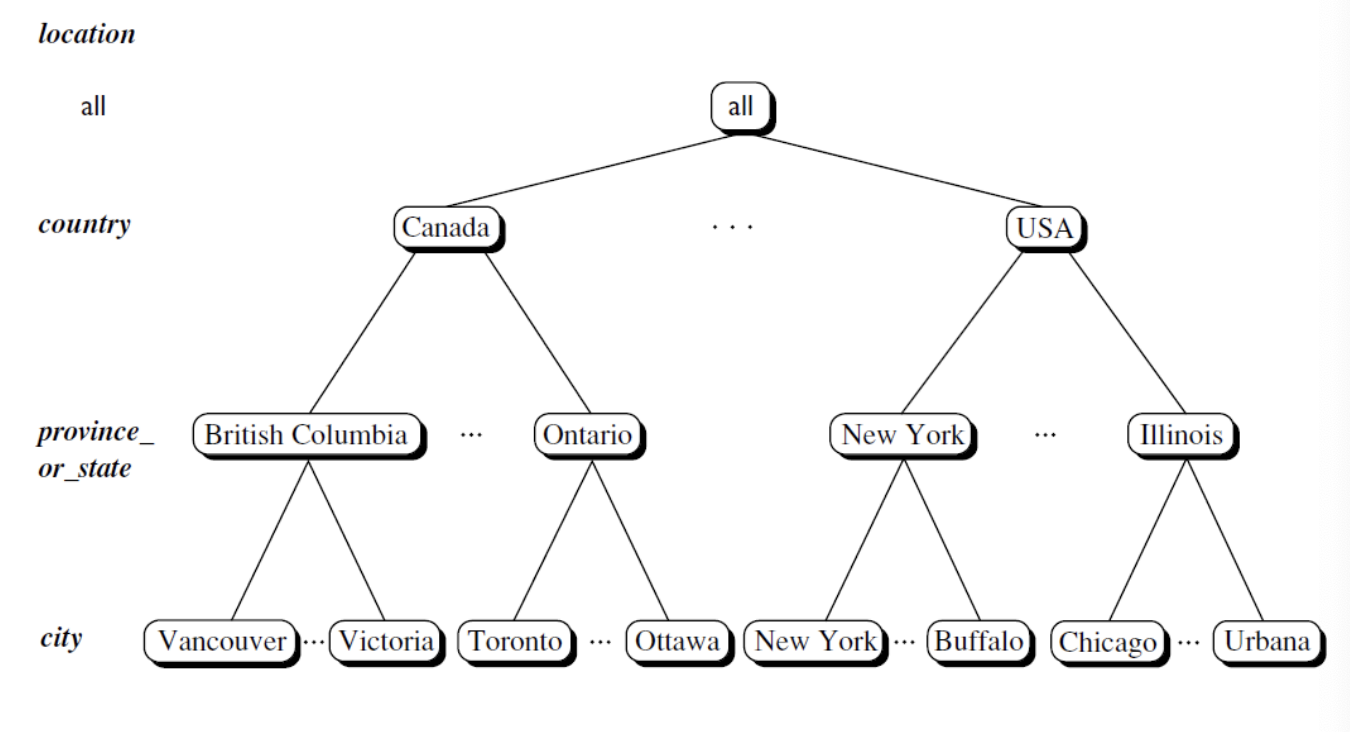 location
all
all
country
Canada
. . .
USA
province_
or_state
British Columbia
...
Ontario
New York
...
Illinois
city
Vancouver
...
Victoria
Toronto
...
Ottawa
New York
...
Buffalo
Chicago
...
Urbana